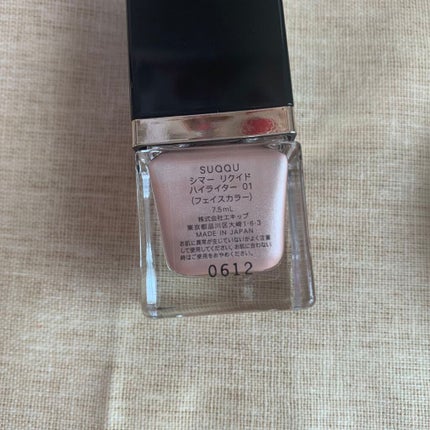 SUQQU
シマー リクイド
ハイライター 01
(フェイスカラー)
7.5mL
株式会社エキップ
東京都品川区大崎1-6-3
MADE IN JAPAN
お肌に異常が生じていないかよく注意
して使用してください。お肌に合わない
時はご使用をおやめください。
0612